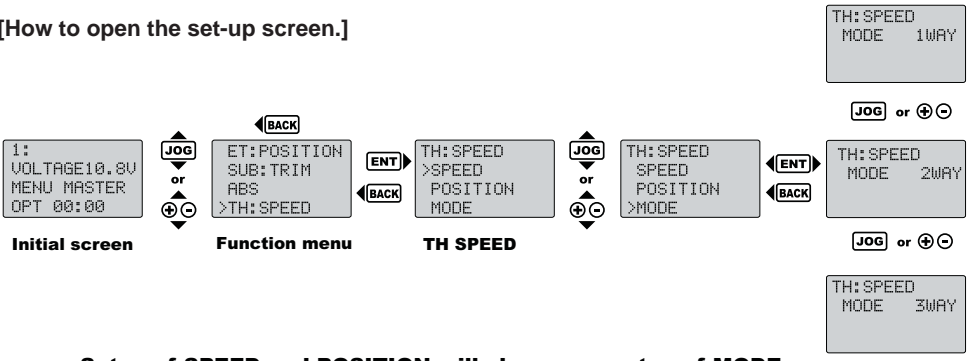 [How to open the set-up screen.]
TH:SPEED
MODE 1WAY
JOG or ⊕⊖
BACK
1:
VOLTAGE10.8V
MENU MASTER
OPT 00:00
JOG
or
⊕⊖
ET:POSITION
SUB:TRIM
ABS
>TH:SPEED
ENT
BACK
TH:SPEED
>SPEED
POSITION
MODE
JOG
or
⊕⊖
TH:SPEED
SPEED
POSITION
>MODE
ENT
BACK
TH:SPEED
MODE 2WAY
Initial screen
Function menu
TH SPEED
JOG or ⊕⊖
TH:SPEED
MODE 3WAY